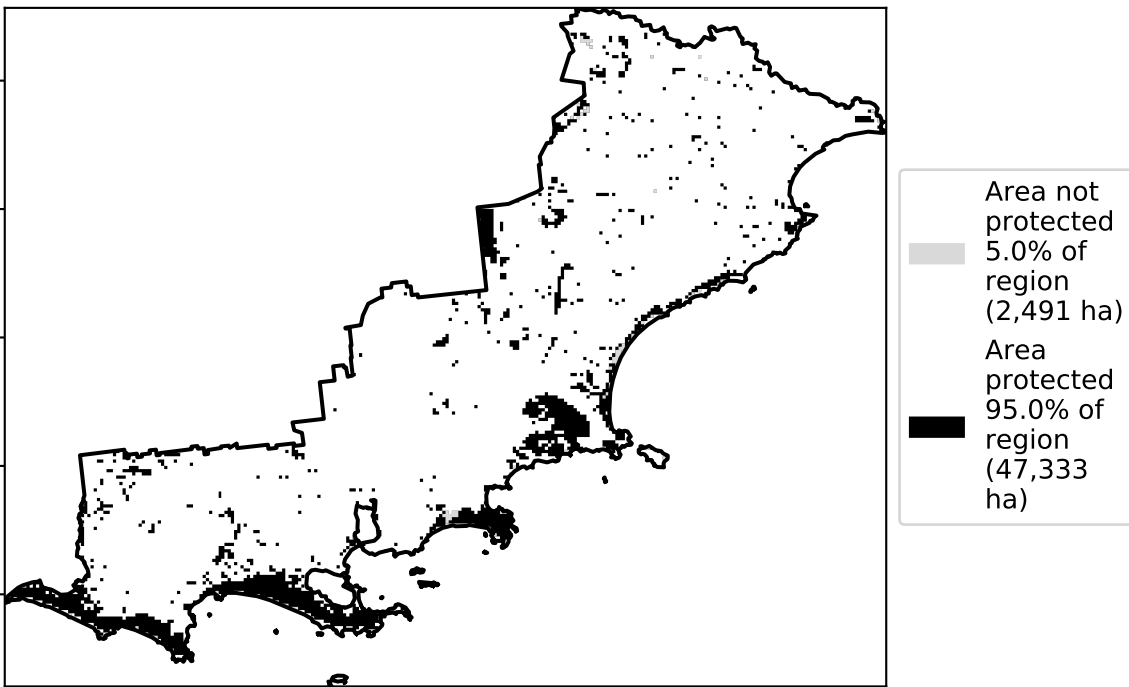 Area not
protected
5.0% of
region
(2,491 ha)
Area
protected
95.0% of
region
(47,333
ha)